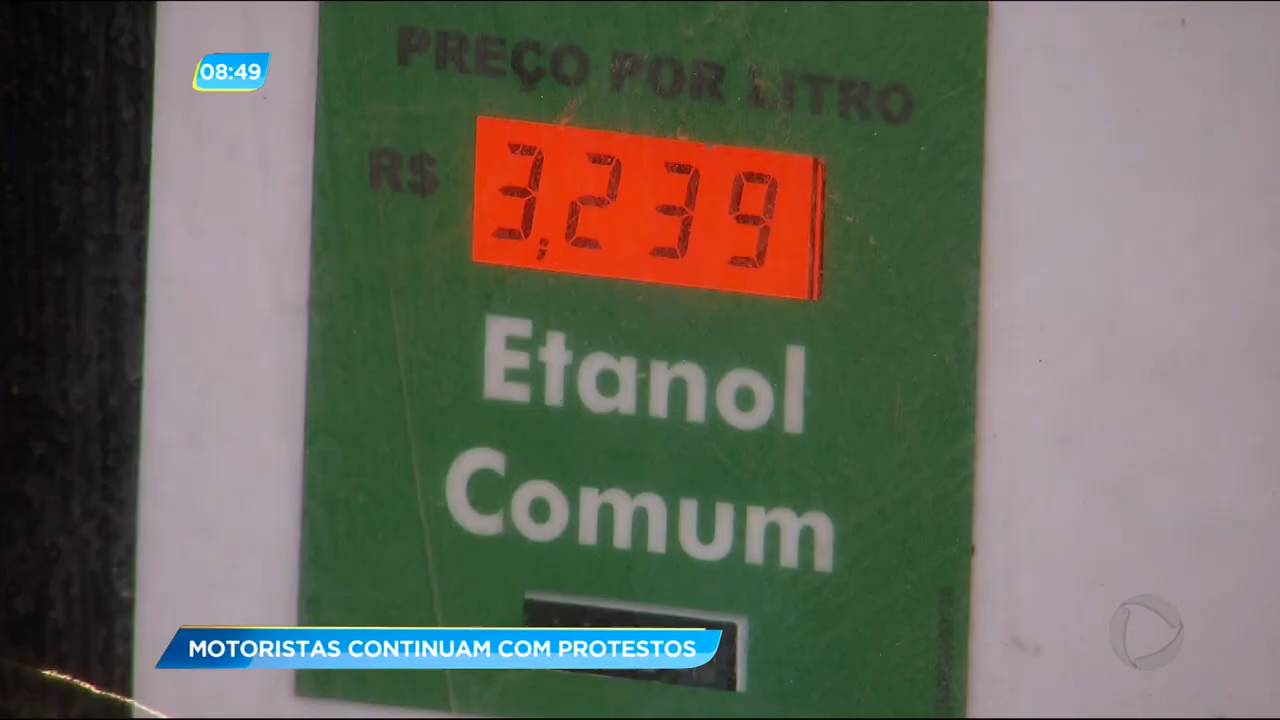 08:49
PREÇO POR LITRO
R$ 3,239
Etanol
Comum
MOTORISTAS CONTINUAM COM PROTESTOS